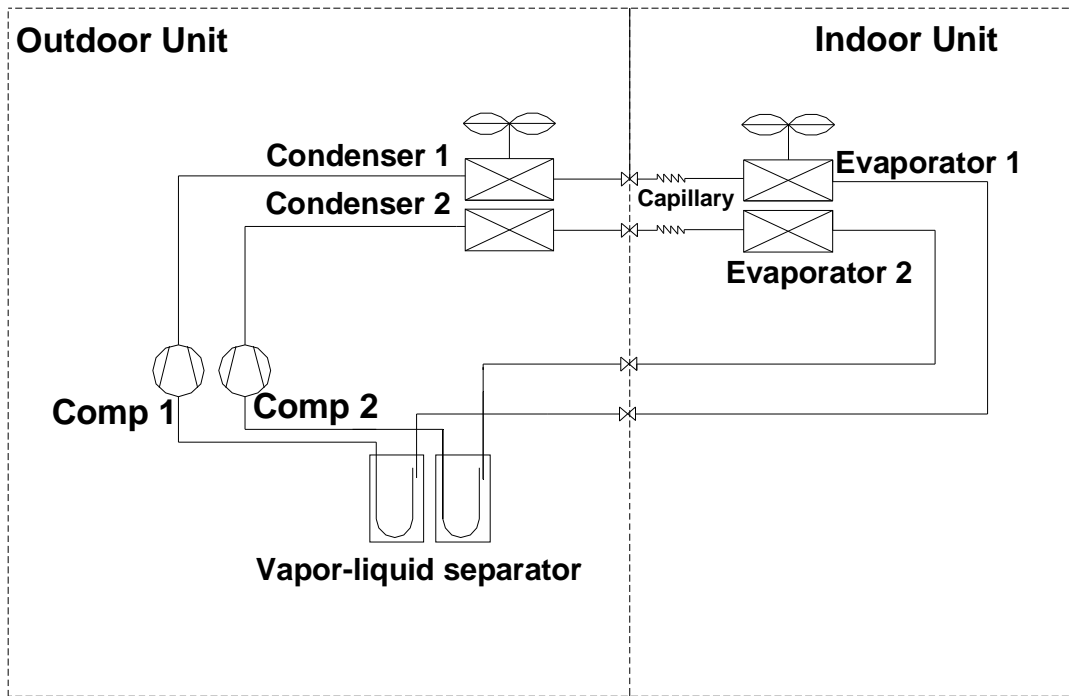 Outdoor Unit
Indoor Unit
Condenser 1
Evaporator 1
Capillary
Condenser 2
Evaporator 2
Comp 1
Comp 2
Vapor-liquid separator